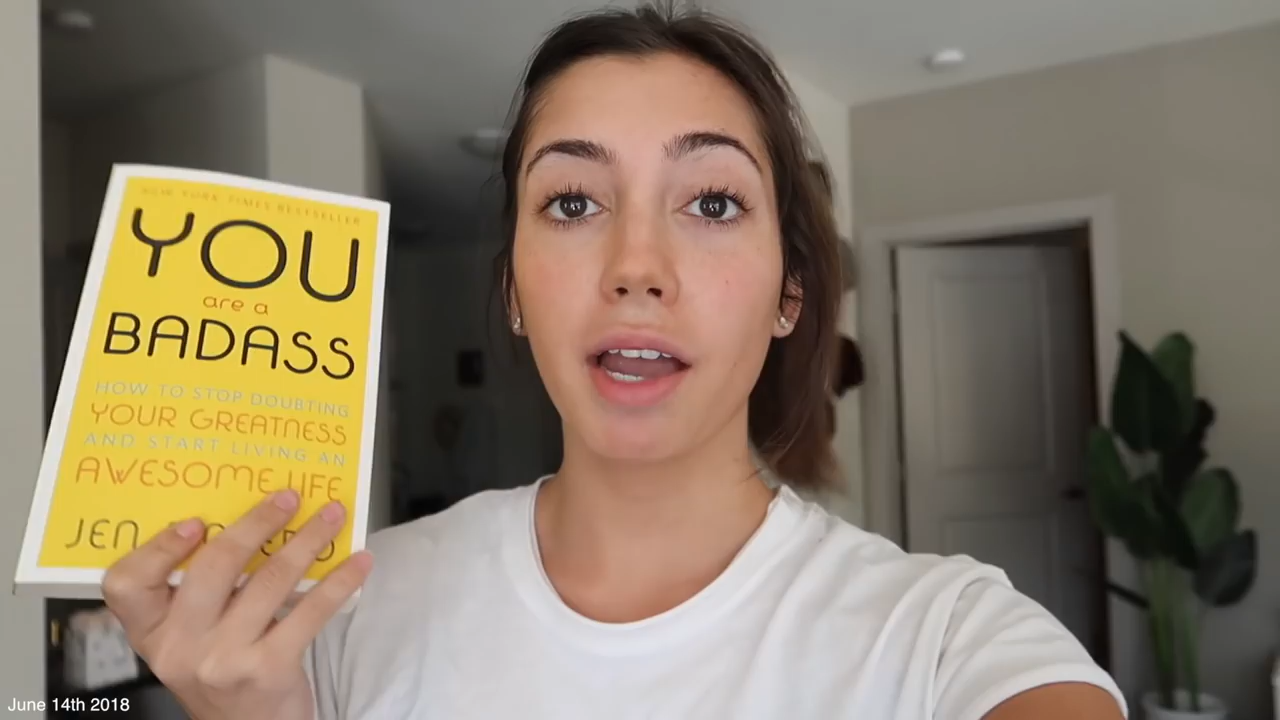 NEW YORK TIMES BESTSELLER
YOU
are a
BADASS
HOW TO STOP DOUBTING
YOUR GREATNESS
AND START LIVING AN
AWESOME LIFE
JEN
June 14th 2018